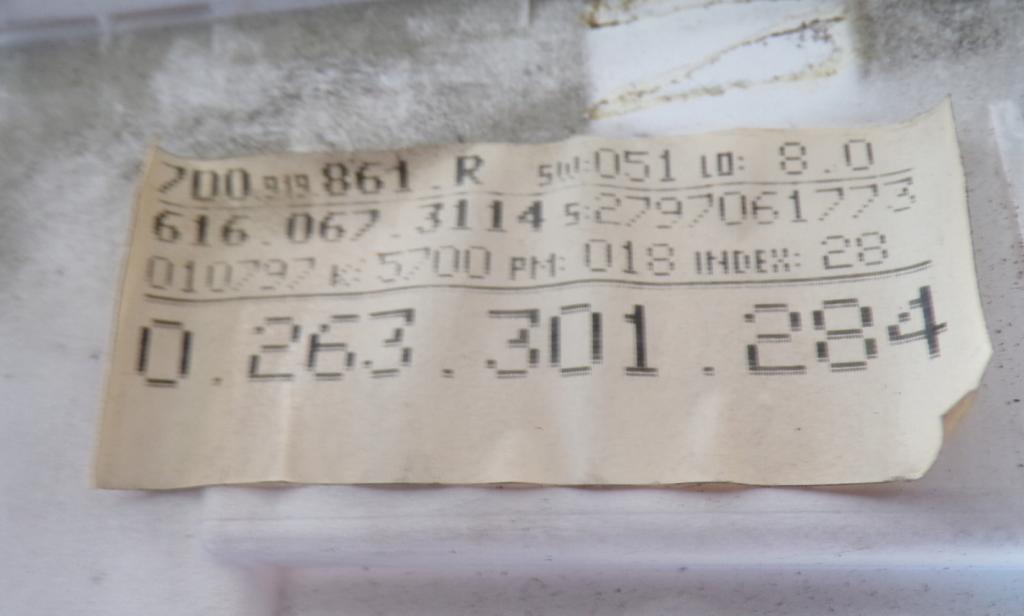 700.919 861.R SW:051 LO: 8.0
616.067.3114 S:2797061773
010797 K: 5700 PM: 018 INDEX: 28
0.263.301.284